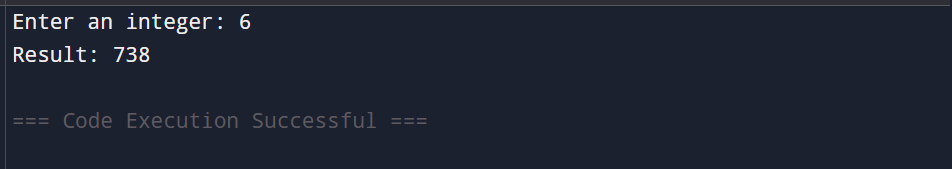 Enter an integer: 6
Result: 738
=== Code Execution Successful ===